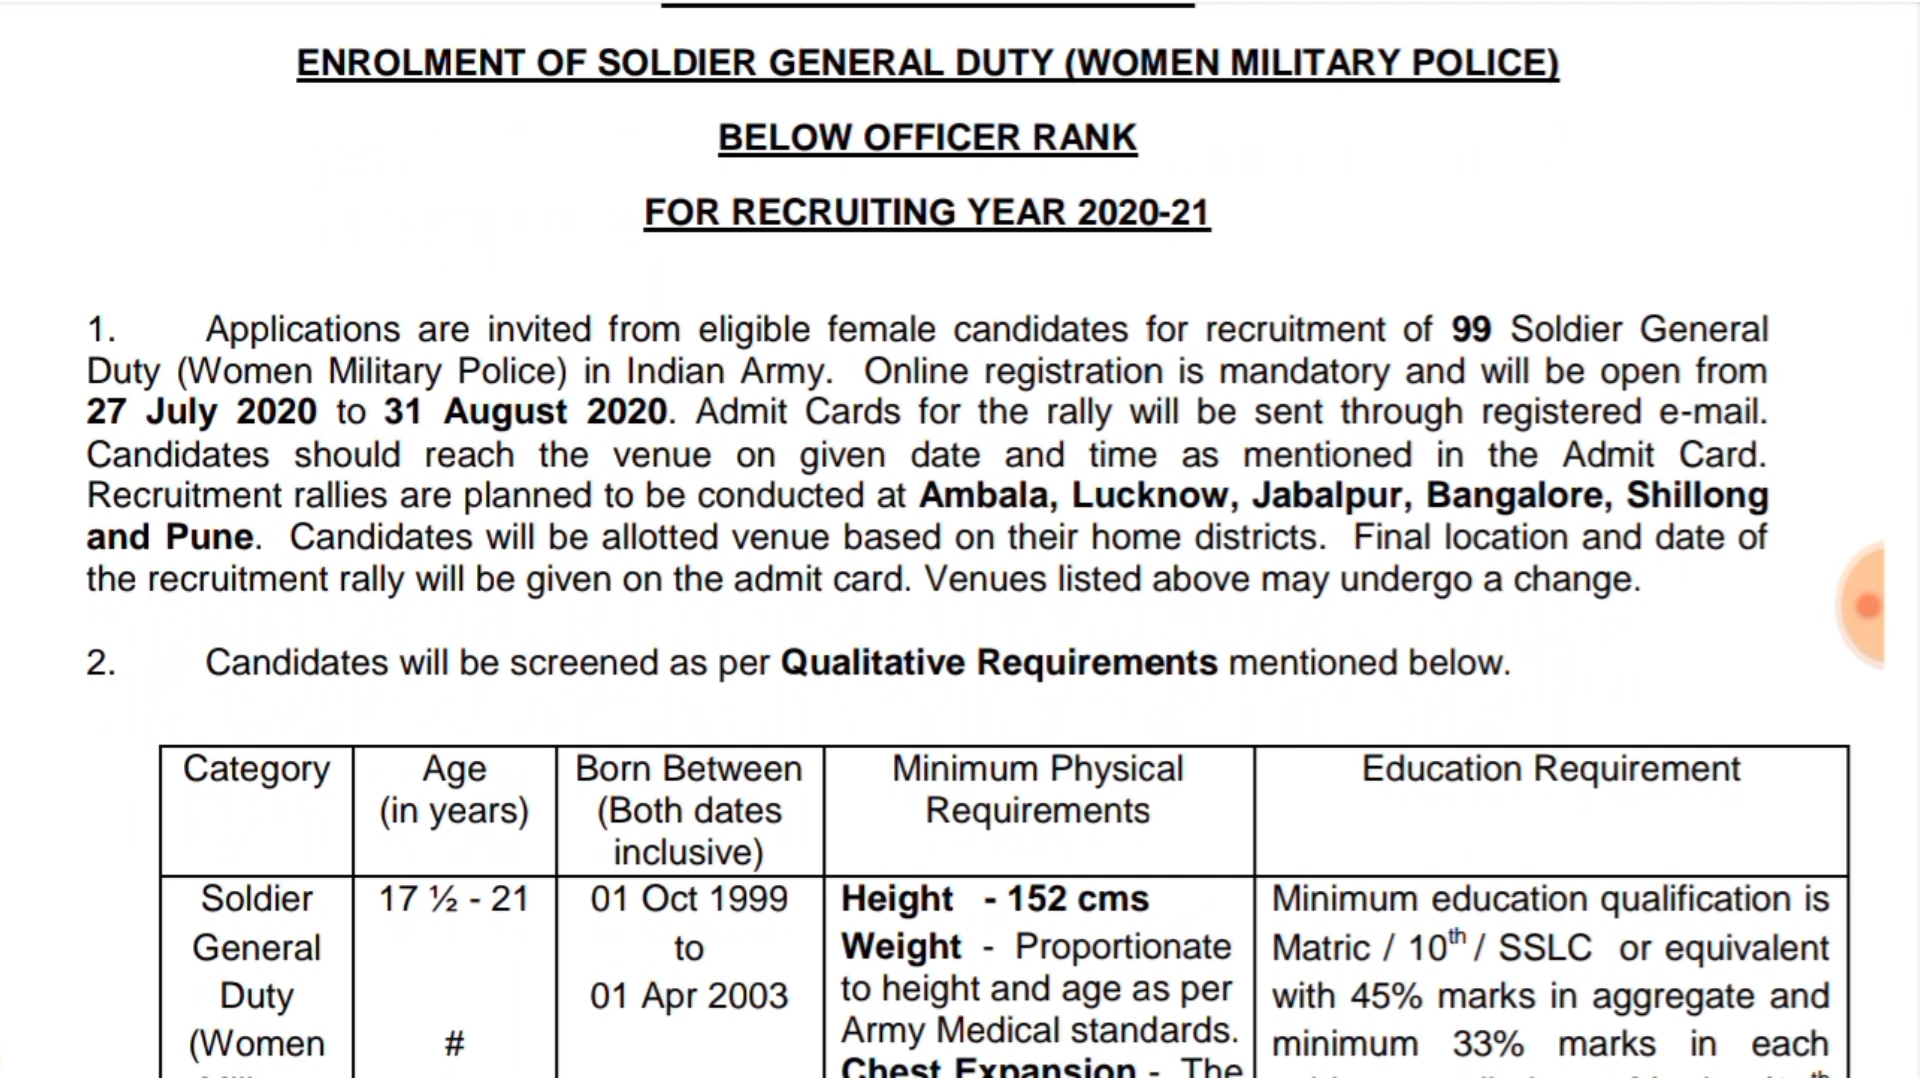 ENROLMENT OF SOLDIER GENERAL DUTY (WOMEN MILITARY POLICE)
BELOW OFFICER RANK
FOR RECRUITING YEAR 2020-21
1. Applications are invited from eligible female candidates for recruitment of 99 Soldier General
Duty (Women Military Police) in Indian Army. Online registration is mandatory and will be open from
27 July 2020 to 31 August 2020. Admit Cards for the rally will be sent through registered e-mail.
Candidates should reach the venue on given date and time as mentioned in the Admit Card.
Recruitment rallies are planned to be conducted at Ambala, Lucknow, Jabalpur, Bangalore, Shillong
and Pune. Candidates will be allotted venue based on their home districts. Final location and date of
the recruitment rally will be given on the admit card. Venues listed above may undergo a change.
2. Candidates will be screened as per Qualitative Requirements mentioned below.
Category
Age
(in years)
Born Between
(Both dates
inclusive)
Minimum Physical
Requirements
Education Requirement
Soldier
General
Duty
(Women
17 ½ - 21
#
01 Oct 1999
to
01 Apr 2003
Height - 152 cms
Weight - Proportionate
to height and age as per
Army Medical standards.
Chest Expansion - The
Minimum education qualification is
Matric / 10th / SSLC or equivalent
with 45% marks in aggregate and
minimum 33% marks in each